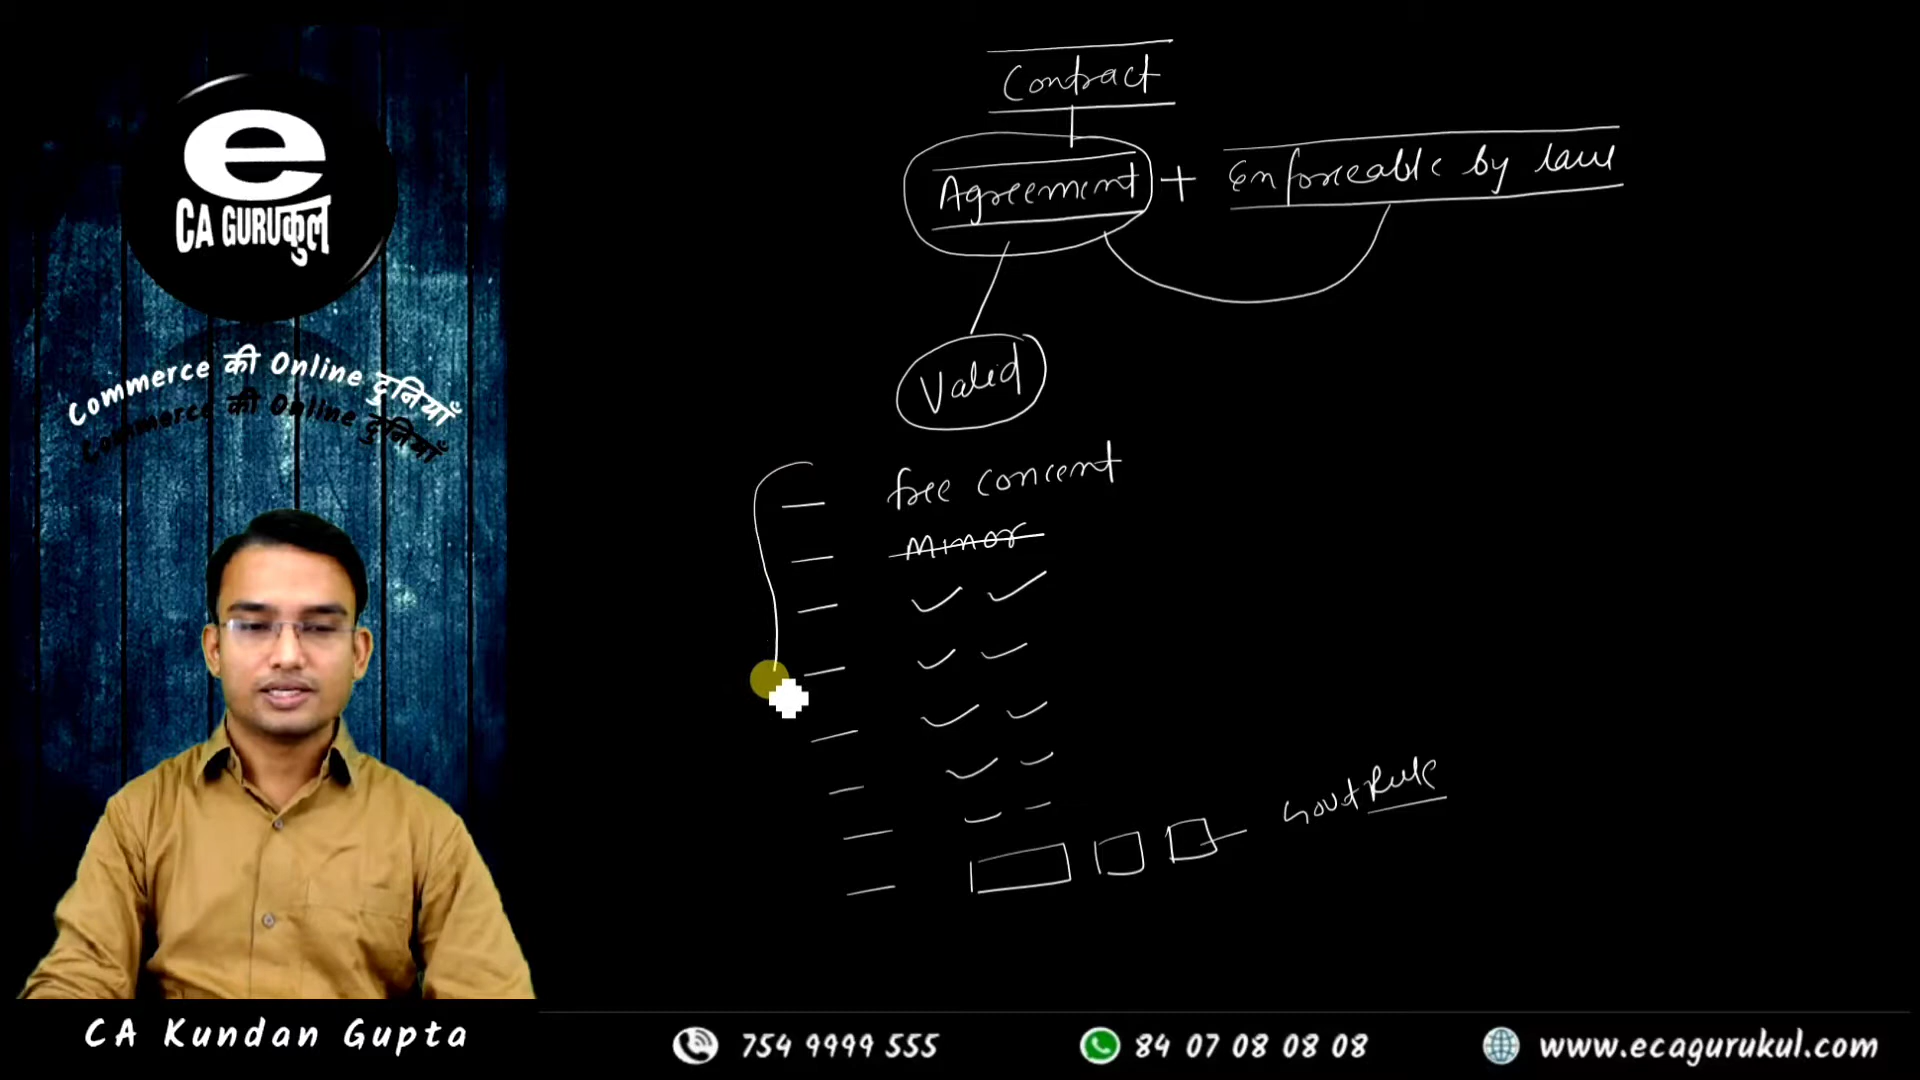 e
CA GURUकुल
Commerce की Online दुनियाँ
Commerce की Online दुनियाँ
Contract
Agreement + Enforceable by law
Valid
free concent
Minor
Govt Rule
CA Kundan Gupta
754 9999 555
84 07 08 08 08
www.ecagurukul.com